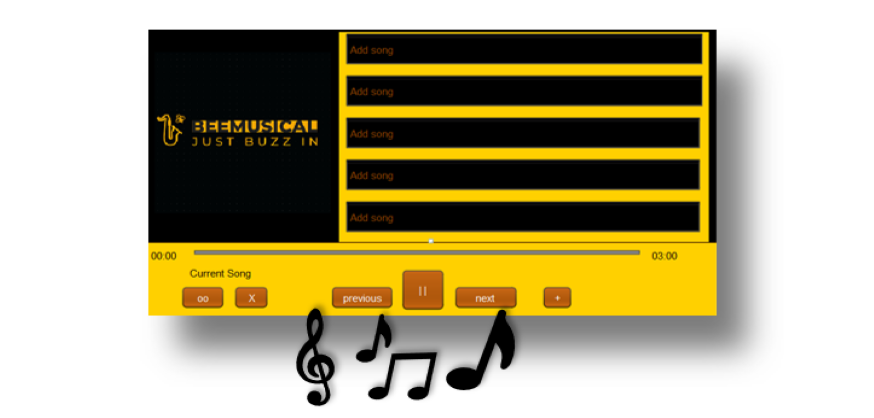 BEEMUSICAL
JUST BUZZ IN
Add song
Add song
Add song
Add song
Add song
00:00
03:00
Current Song
oo
X
previous
||
next
+